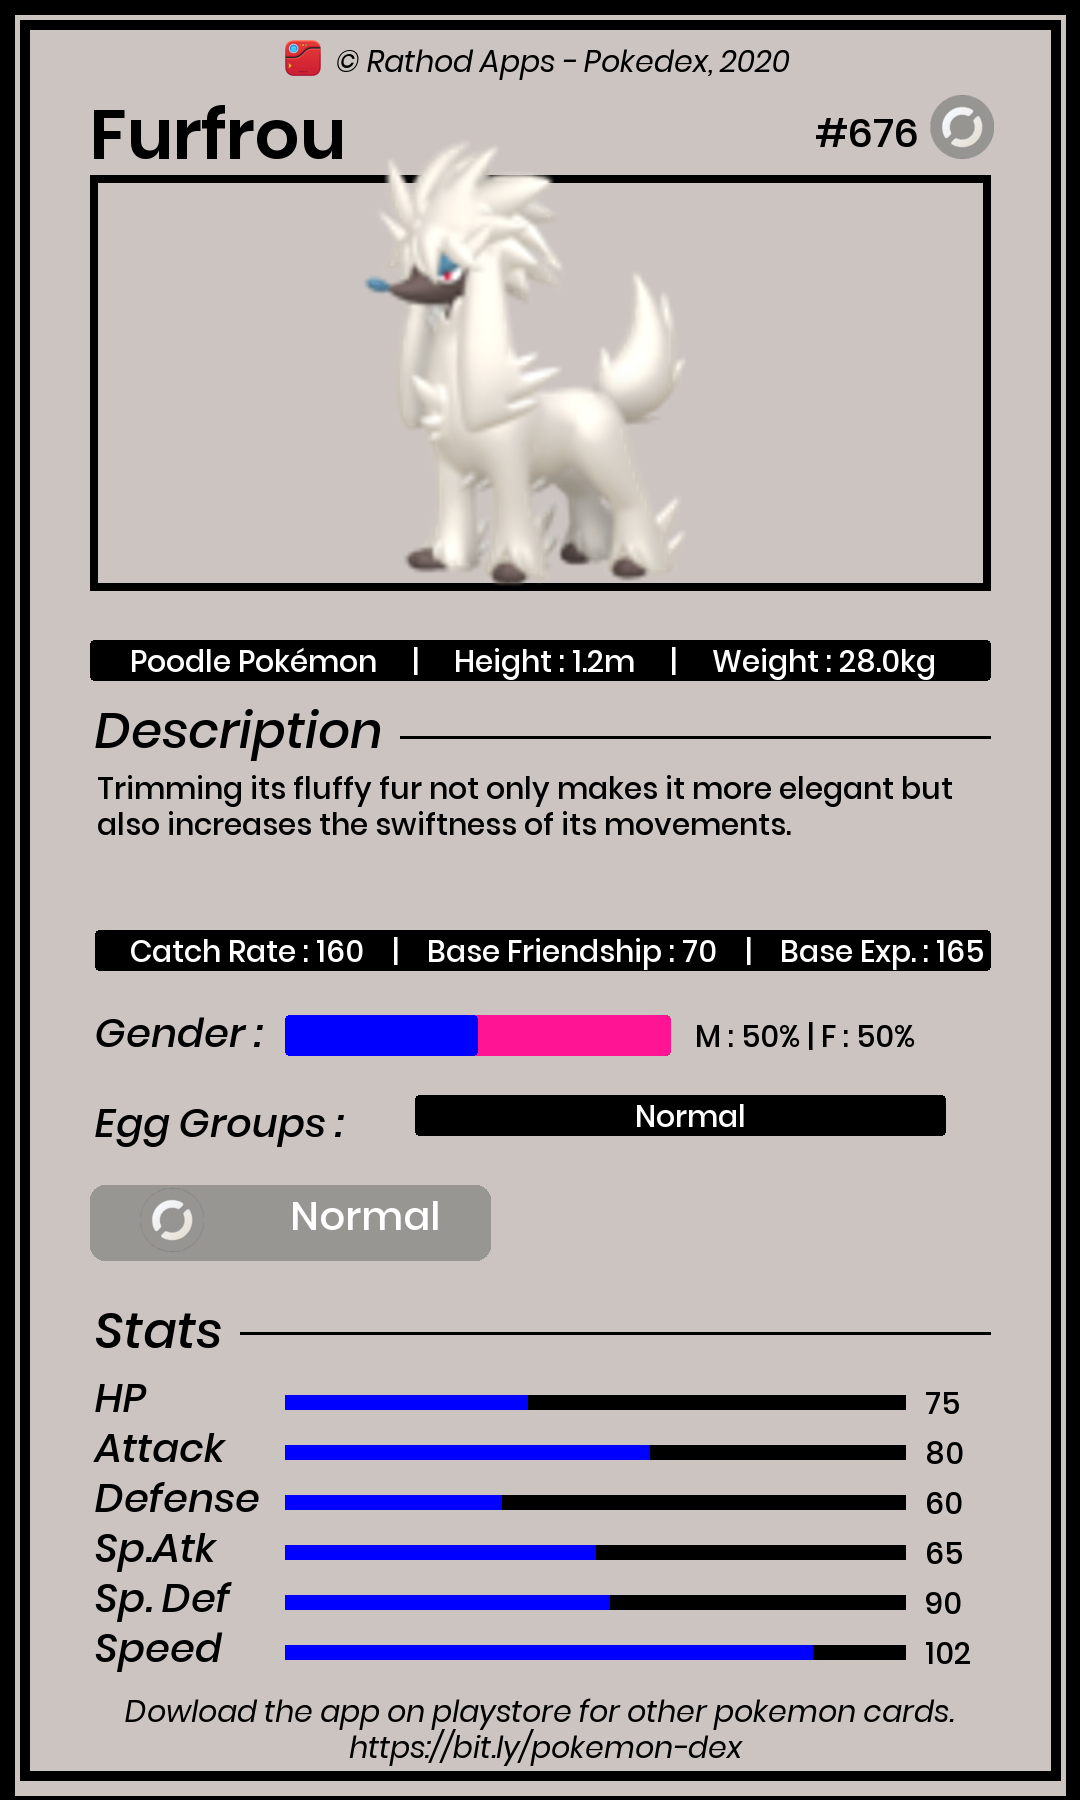 © Rathod Apps - Pokedex, 2020
Furfrou #676
Poodle Pokémon | Height : 1.2m | Weight : 28.0kg
Description
Trimming its fluffy fur not only makes it more elegant but
also increases the swiftness of its movements.
Catch Rate : 160 | Base Friendship : 70 | Base Exp. : 165
Gender : M : 50% | F : 50%
Egg Groups : Normal
Normal
Stats
HP 75
Attack 80
Defense 60
Sp.Atk 65
Sp. Def 90
Speed 102
Dowload the app on playstore for other pokemon cards.
https://bit.ly/pokemon-dex